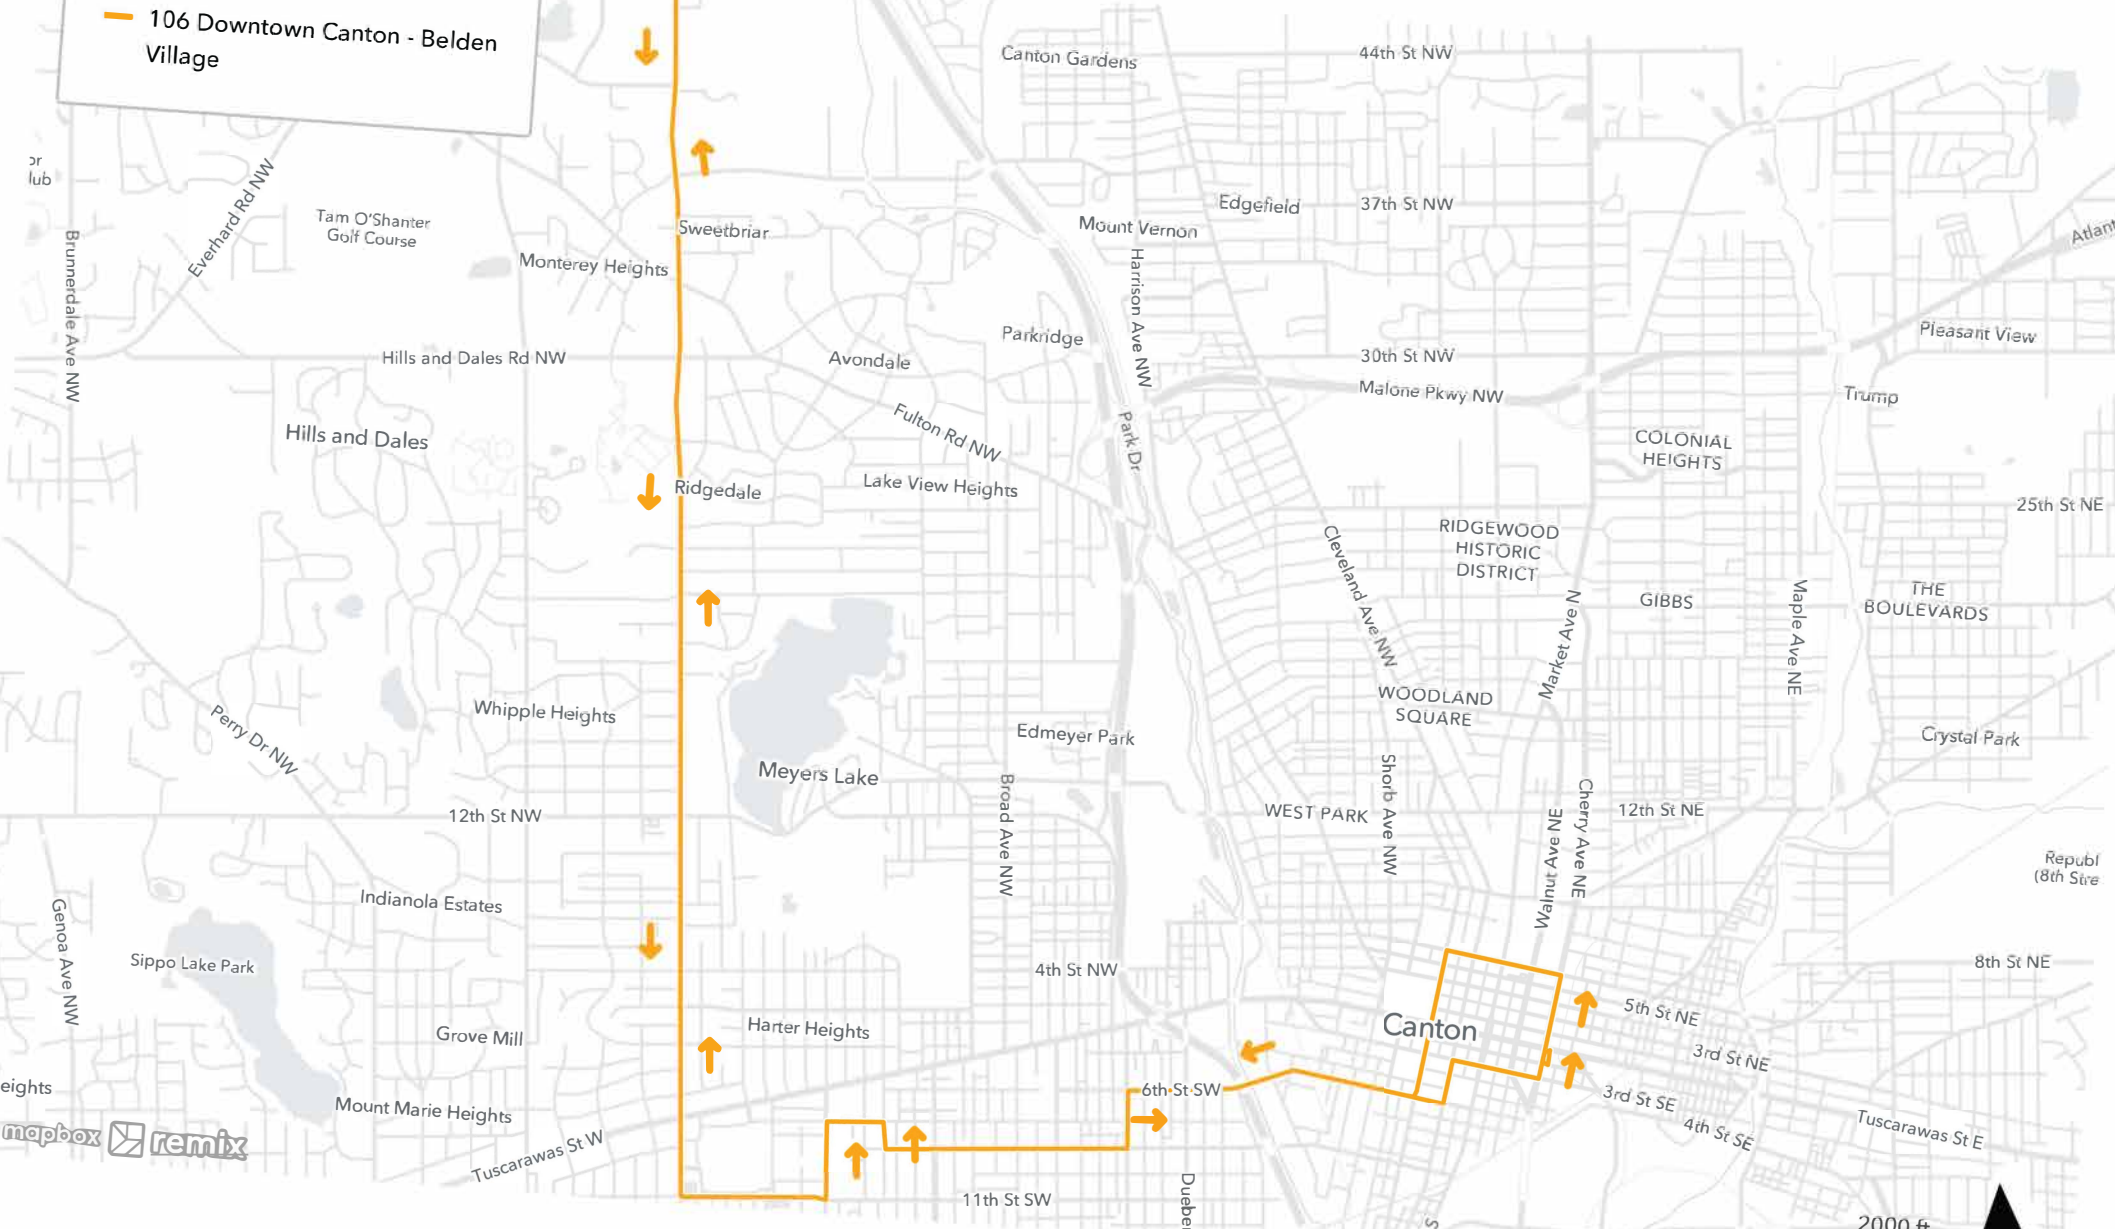 106 Downtown Canton - Belden
Village
Canton Gardens
44th St NW
or
lub
Everhard Rd NW
Tam O'Shanter
Golf Course
Brunnerdale Ave NW
Sweetbriar
Monterey Heights
Mount Vernon
Edgefield
37th St NW
Atlant
Harrison Ave NW
Parkridge
Pleasant View
Hills and Dales Rd NW
Avondale
30th St NW
Malone Pkwy NW
Trump
Fulton Rd NW
Park Dr
Hills and Dales
COLONIAL
HEIGHTS
Ridgedale
Lake View Heights
25th St NE
Cleveland Ave NW
RIDGEWOOD
HISTORIC
DISTRICT
Market Ave N
GIBBS
Maple Ave NE
THE
BOULEVARDS
Whipple Heights
Perry Dr NW
Edmeyer Park
WOODLAND
SQUARE
Crystal Park
Meyers Lake
Broad Ave NW
Shorb Ave NW
12th St NW
WEST PARK
Walnut Ave NE
Cherry Ave NE
12th St NE
Republ
(8th Stre
Indianola Estates
Genoa Ave NW
Sippo Lake Park
4th St NW
8th St NE
Grove Mill
Harter Heights
Canton
5th St NE
3rd St NE
eights
Mount Marie Heights
6th St SW
3rd St SE
4th St SE
Tuscarawas St E
mapbox remix
Tuscarawas St W
11th St SW
Dueber
S
2000 ft